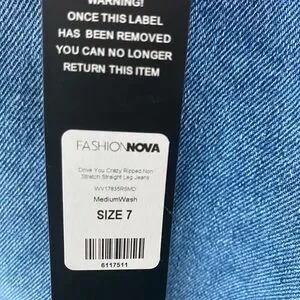 WARNING!
ONCE THIS LABEL
HAS BEEN REMOVED
YOU CAN NO LONGER
RETURN THIS ITEM
FASHIONNOVA
Drive You Crazy Ripped Non
Stretch Straight Leg Jeans
WV17835RSMD
MediumWash
SIZE 7
6117511